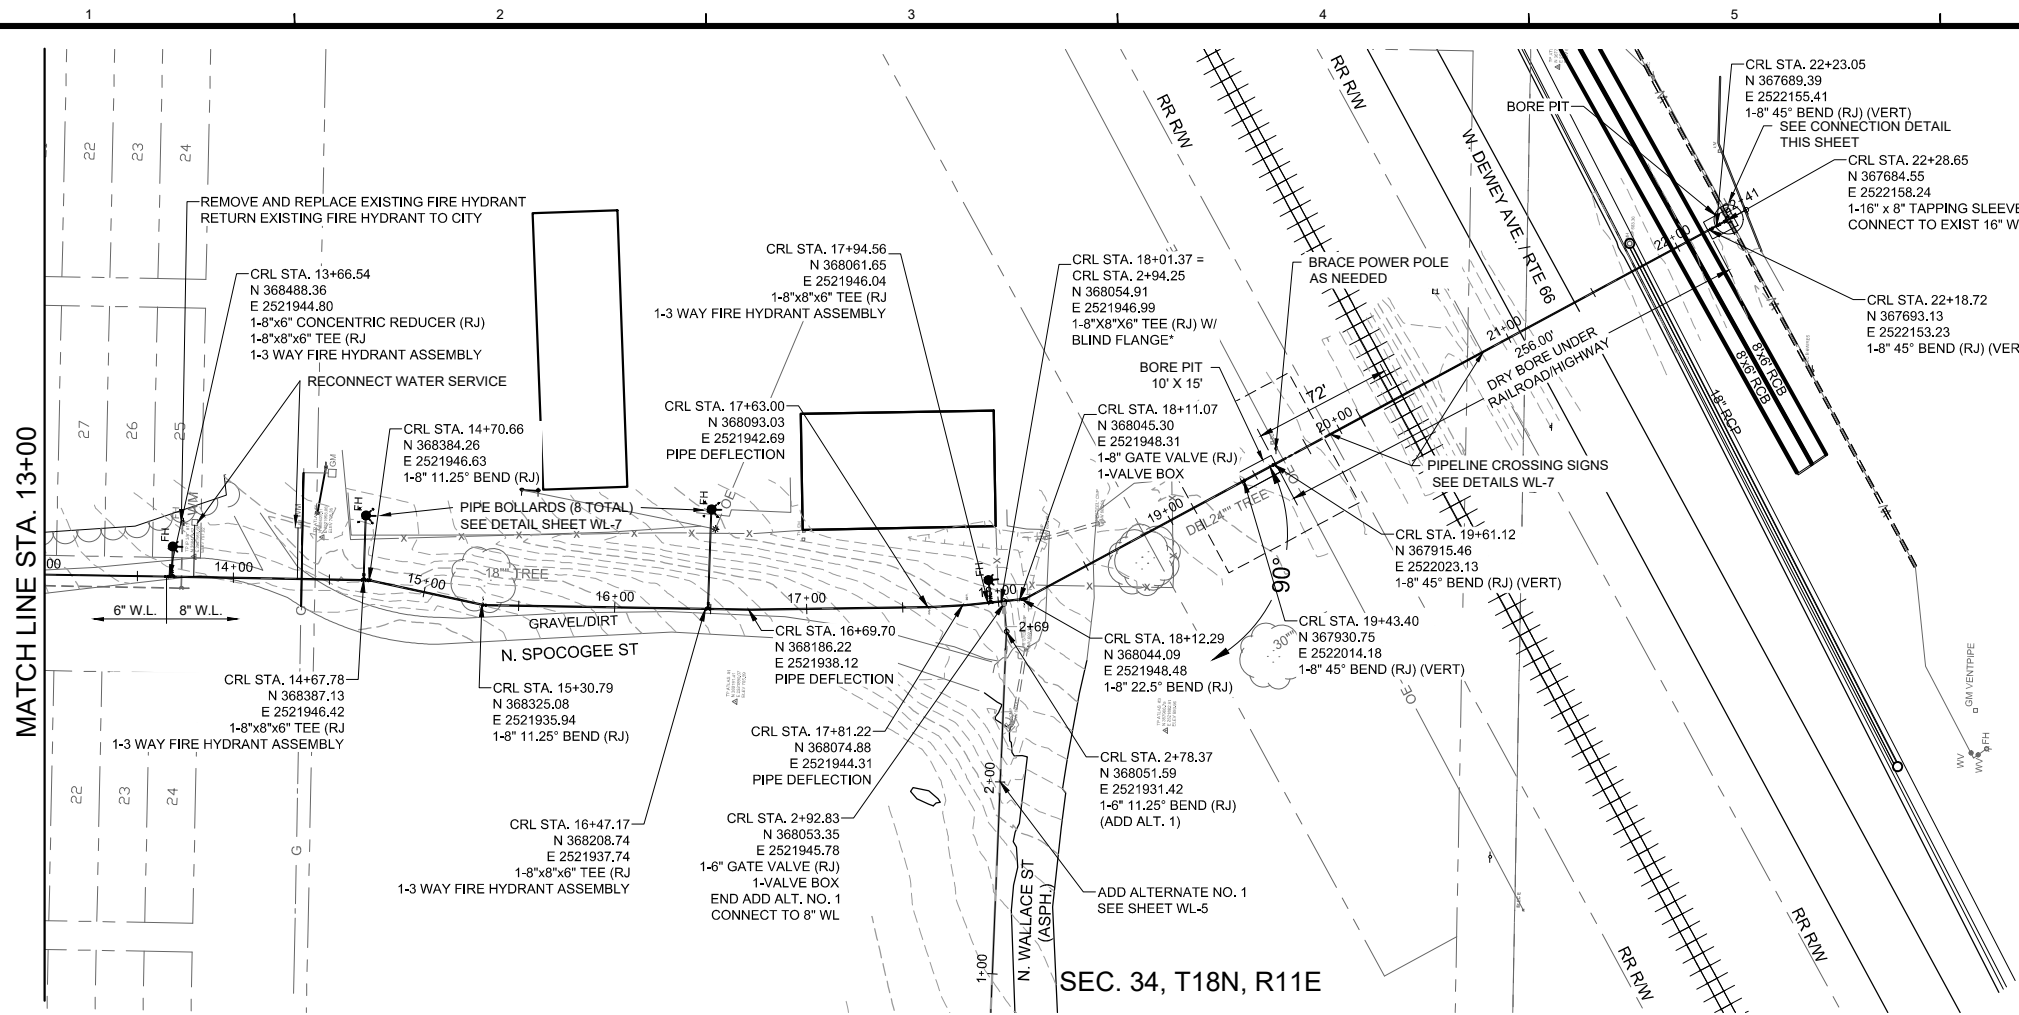 1
2
3
4
5
MATCH LINE STA. 13+00
22
23
24
27
26
25
22
23
24
REMOVE AND REPLACE EXISTING FIRE HYDRANT
RETURN EXISTING FIRE HYDRANT TO CITY
CRL STA. 13+66.54
N 368488.36
E 2521944.80
1-8"x6" CONCENTRIC REDUCER (RJ)
1-8"x8"x6" TEE (RJ
1-3 WAY FIRE HYDRANT ASSEMBLY
RECONNECT WATER SERVICE
CRL STA. 14+70.66
N 368384.26
E 2521946.63
1-8" 11.25° BEND (RJ)
PIPE BOLLARDS (8 TOTAL)
SEE DETAIL SHEET WL-7
FH
FH
FH
FH
GM
WM
OE
00
14+00
15+00
16+00
17+00
6" W.L.
8" W.L.
18"" TREE
GRAVEL/DIRT
N. SPOCOGEE ST
G
CRL STA. 14+67.78
N 368387.13
E 2521946.42
1-8"x8"x6" TEE (RJ
1-3 WAY FIRE HYDRANT ASSEMBLY
CRL STA. 15+30.79
N 368325.08
E 2521935.94
1-8" 11.25° BEND (RJ)
CRL STA. 16+47.17
N 368208.74
E 2521937.74
1-8"x8"x6" TEE (RJ
1-3 WAY FIRE HYDRANT ASSEMBLY
CRL STA. 17+94.56
N 368061.65
E 2521946.04
1-8"x8"x6" TEE (RJ
1-3 WAY FIRE HYDRANT ASSEMBLY
CRL STA. 17+63.00
N 368093.03
E 2521942.69
PIPE DEFLECTION
CRL STA. 16+69.70
N 368186.22
E 2521938.12
PIPE DEFLECTION
CRL STA. 17+81.22
N 368074.88
E 2521944.31
PIPE DEFLECTION
CRL STA. 2+92.83
N 368053.35
E 2521945.78
1-6" GATE VALVE (RJ)
1-VALVE BOX
END ADD ALT. NO. 1
CONNECT TO 8" WL
CRL STA. 18+01.37 =
CRL STA. 2+94.25
N 368054.91
E 2521946.99
1-8"X8"X6" TEE (RJ) W/
BLIND FLANGE*
BORE PIT
10' X 15'
CRL STA. 18+11.07
N 368045.30
E 2521948.31
1-8" GATE VALVE (RJ)
1-VALVE BOX
2+69
CRL STA. 18+12.29
N 368044.09
E 2521948.48
1-8" 22.5° BEND (RJ)
CRL STA. 2+78.37
N 368051.59
E 2521931.42
1-6" 11.25° BEND (RJ)
(ADD ALT. 1)
ADD ALTERNATE NO. 1
SEE SHEET WL-5
2+00
1+00
N. WALLACE ST
(ASPH.)
SEC. 34, T18N, R11E
BRACE POWER POLE
AS NEEDED
72'
19+00
20+00
21+00
22+00
22+41
DBL24"" TREE
OE
90°
30""
OE
PIPELINE CROSSING SIGNS
SEE DETAILS WL-7
CRL STA. 19+61.12
N 367915.46
E 2522023.13
1-8" 45° BEND (RJ) (VERT)
CRL STA. 19+43.40
N 367930.75
E 2522014.18
1-8" 45° BEND (RJ) (VERT)
RR R/W
RR R/W
RR R/W
RR R/W
W. DEWEY AVE. / RTE 66
256.00'
DRY BORE UNDER
RAILROAD/HIGHWAY
18" RCP
8'x6' RCB
8'x6' RCB
BORE PIT
CRL STA. 22+23.05
N 367689.39
E 2522155.41
1-8" 45° BEND (RJ) (VERT)
SEE CONNECTION DETAIL
THIS SHEET
CRL STA. 22+28.65
N 367684.55
E 2522158.24
1-16" x 8" TAPPING SLEEVE
CONNECT TO EXIST 16" W
CRL STA. 22+18.72
N 367693.13
E 2522153.23
1-8" 45° BEND (RJ) (VER
GM VENTPIPE
WV
WV
FH